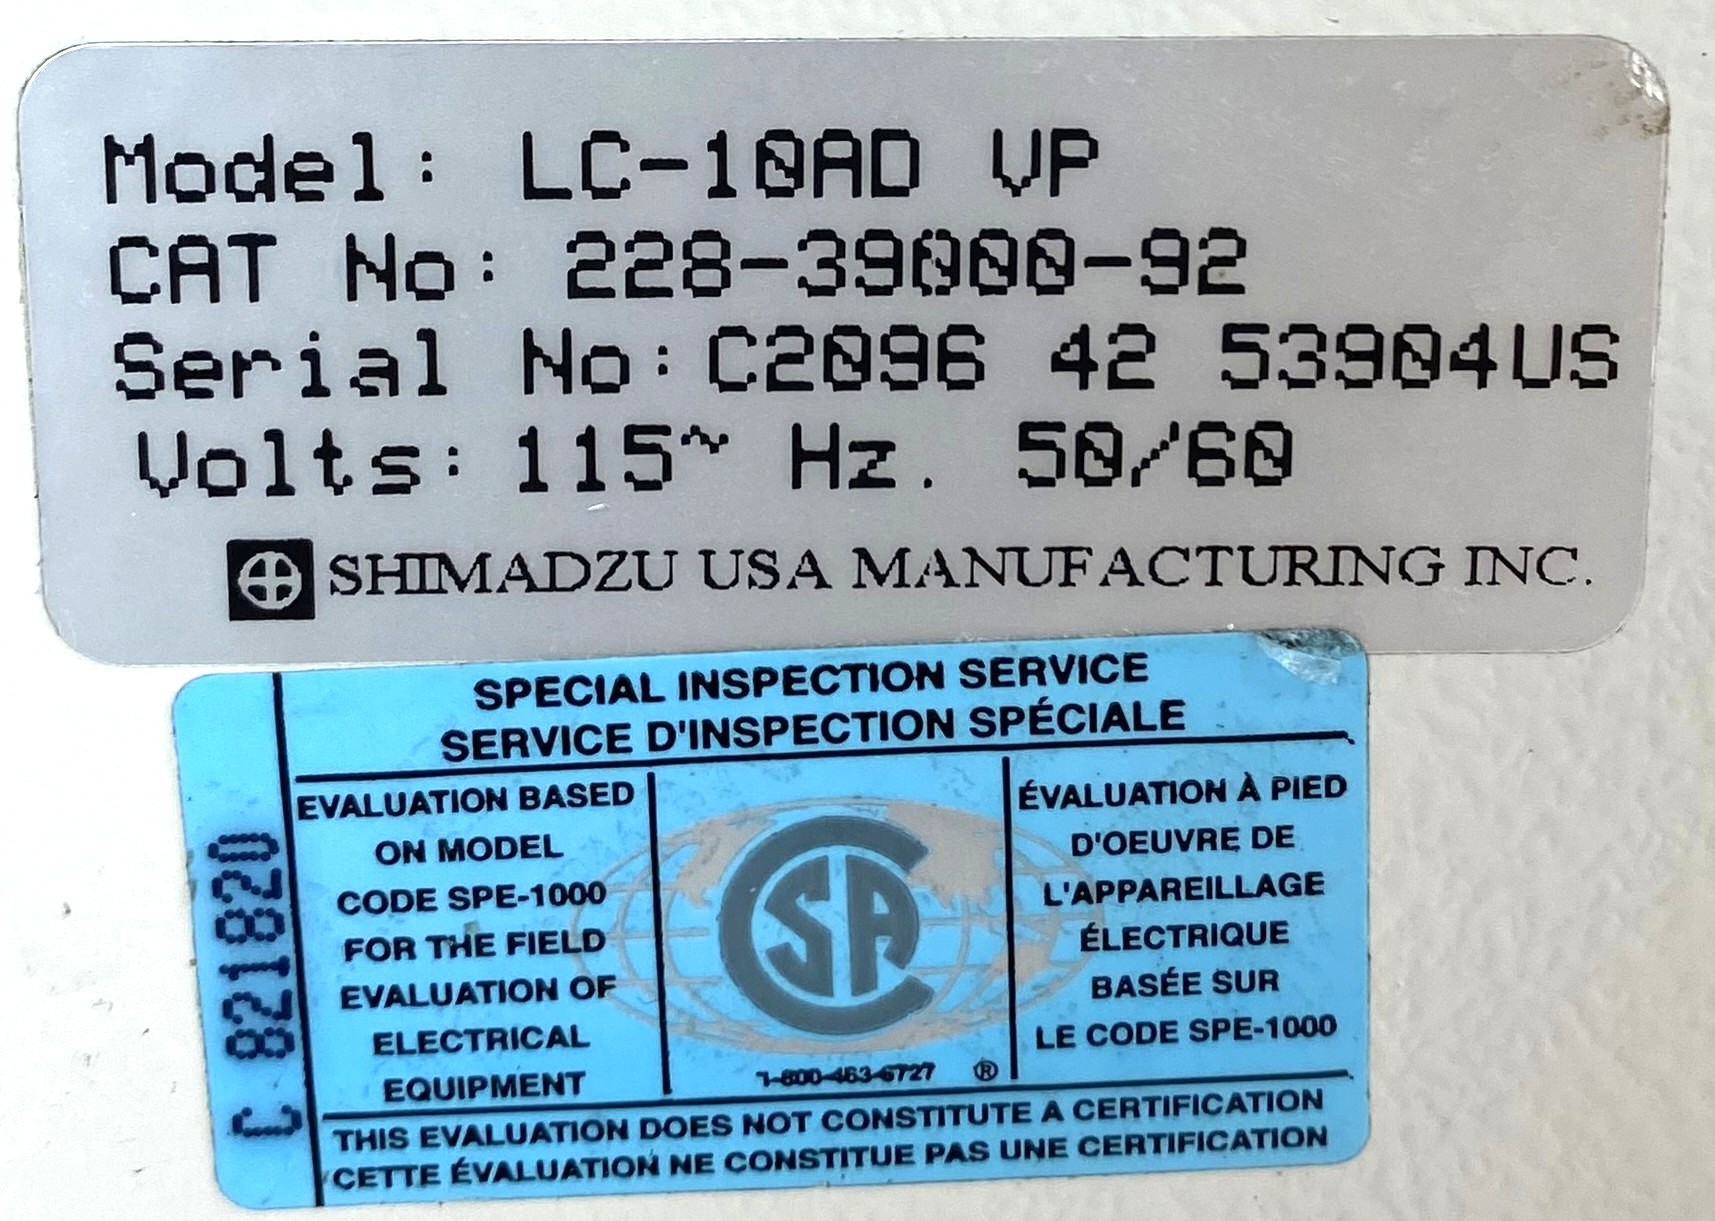 Model: LC-10AD VP
CAT No: 228-39000-92
Serial No: C2096 42 53904US
Volts: 115~ Hz. 50/60
SHIMADZU USA MANUFACTURING INC.
SPECIAL INSPECTION SERVICE
SERVICE D'INSPECTION SPÉCIALE
C 821820
EVALUATION BASED
ON MODEL
CODE SPE-1000
FOR THE FIELD
EVALUATION OF
ELECTRICAL
EQUIPMENT
CSA
1-800-463-6727 ®
ÉVALUATION À PIED
D'OEUVRE DE
L'APPAREILLAGE
ÉLECTRIQUE
BASÉE SUR
LE CODE SPE-1000
THIS EVALUATION DOES NOT CONSTITUTE A CERTIFICATION
CETTE ÉVALUATION NE CONSTITUE PAS UNE CERTIFICATION